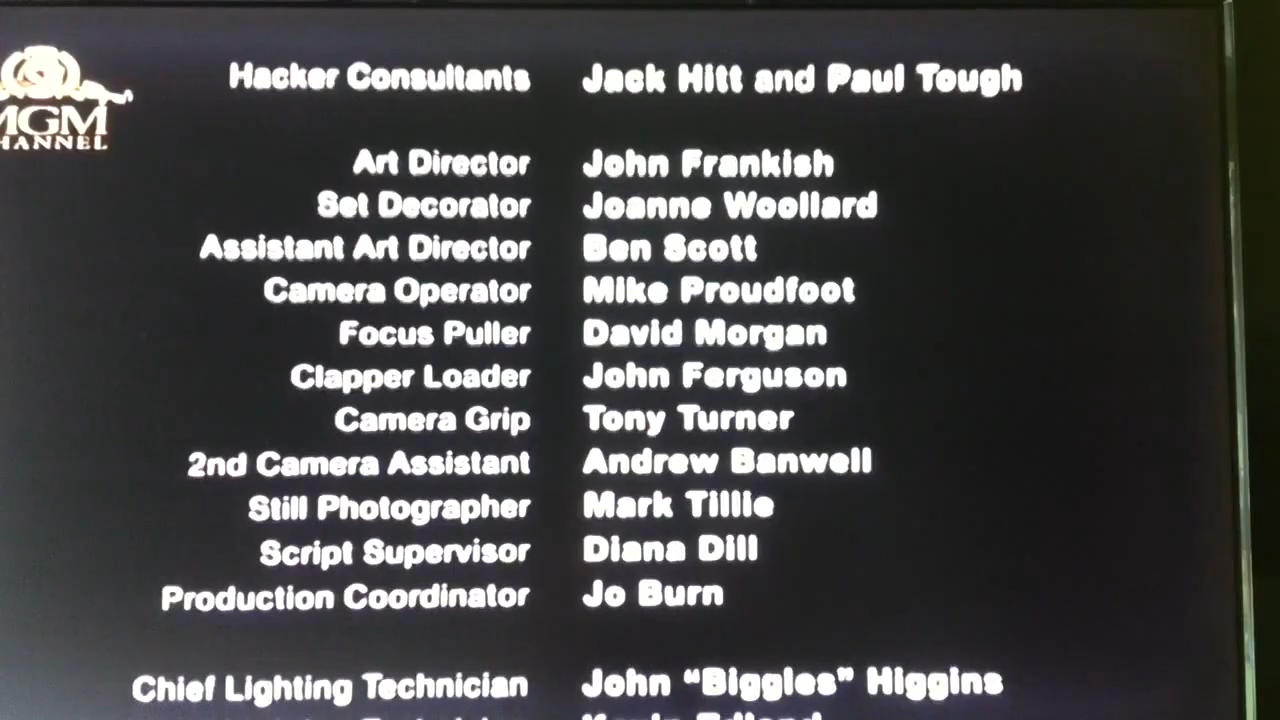 MGM
CHANNEL
Hacker Consultants Jack Hitt and Paul Tough
Art Director John Frankish
Set Decorator Joanne Woollard
Assistant Art Director Ben Scott
Camera Operator Mike Proudfoot
Focus Puller David Morgan
Clapper Loader John Ferguson
Camera Grip Tony Turner
2nd Camera Assistant Andrew Banwell
Still Photographer Mark Tillie
Script Supervisor Diana Dill
Production Coordinator Jo Burn
Chief Lighting Technician John “Biggles” Higgins